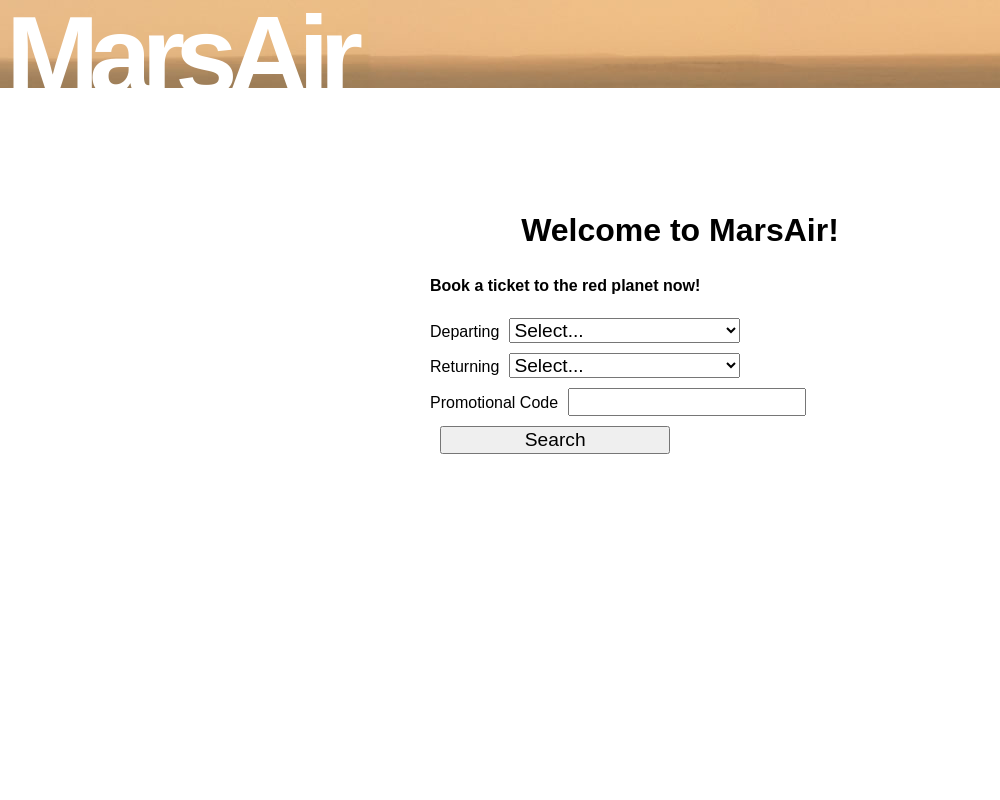 MarsAir
Welcome to MarsAir!
Book a ticket to the red planet now!
Departing Select...
Returning Select...
Promotional Code
Search